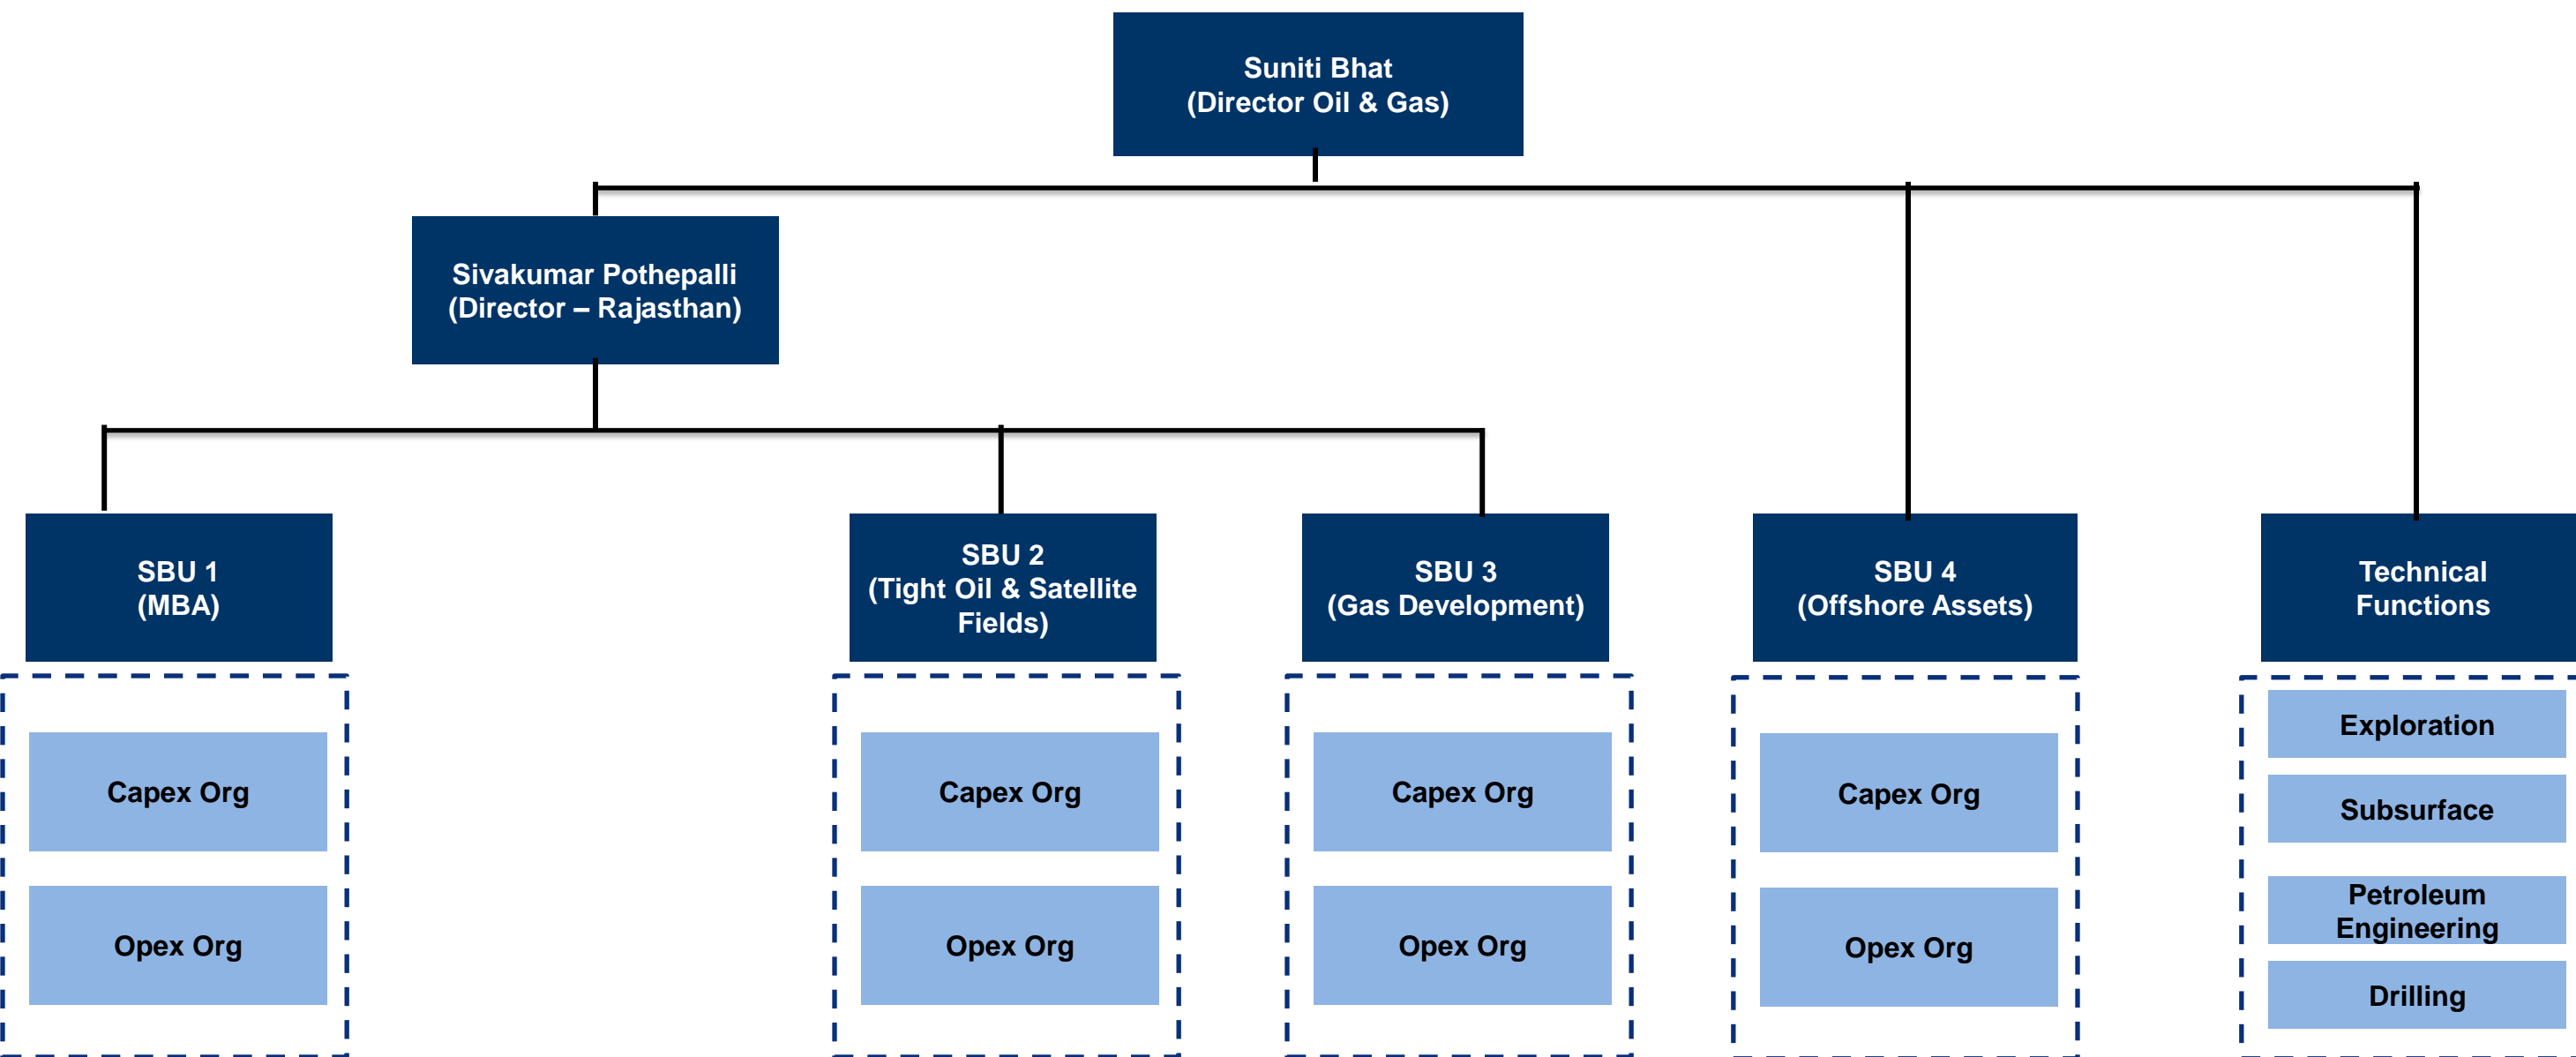 Suniti Bhat
(Director Oil & Gas)
Sivakumar Pothepalli
(Director – Rajasthan)
SBU 1
(MBA)
SBU 2
(Tight Oil & Satellite
Fields)
SBU 3
(Gas Development)
SBU 4
(Offshore Assets)
Technical
Functions
Capex Org
Opex Org
Capex Org
Opex Org
Capex Org
Opex Org
Capex Org
Opex Org
Exploration
Subsurface
Petroleum
Engineering
Drilling